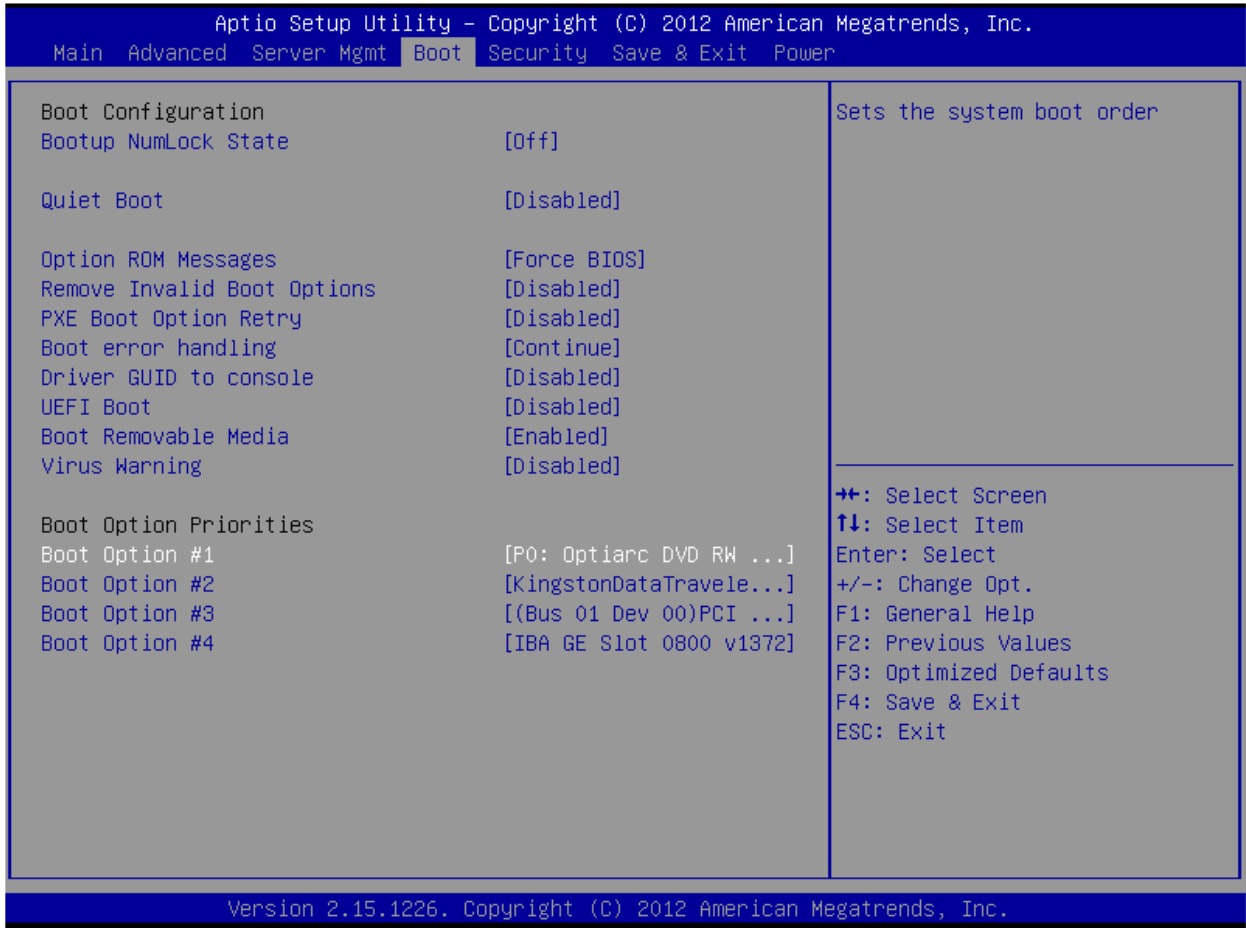 Aptio Setup Utility – Copyright (C) 2012 American Megatrends, Inc.
Main Advanced Server Mgmt Boot Security Save & Exit Power
Boot Configuration
Bootup NumLock State [Off]
Quiet Boot [Disabled]
Option ROM Messages [Force BIOS]
Remove Invalid Boot Options [Disabled]
PXE Boot Option Retry [Disabled]
Boot error handling [Continue]
Driver GUID to console [Disabled]
UEFI Boot [Disabled]
Boot Removable Media [Enabled]
Virus Warning [Disabled]
Boot Option Priorities
Boot Option #1 [P0: Optiarc DVD RW ...]
Boot Option #2 [KingstonDataTravele...]
Boot Option #3 [(Bus 01 Dev 00)PCI ...]
Boot Option #4 [IBA GE Slot 0800 v1372]
Sets the system boot order
→←: Select Screen
↑↓: Select Item
Enter: Select
+/-: Change Opt.
F1: General Help
F2: Previous Values
F3: Optimized Defaults
F4: Save & Exit
ESC: Exit
Version 2.15.1226. Copyright (C) 2012 American Megatrends, Inc.